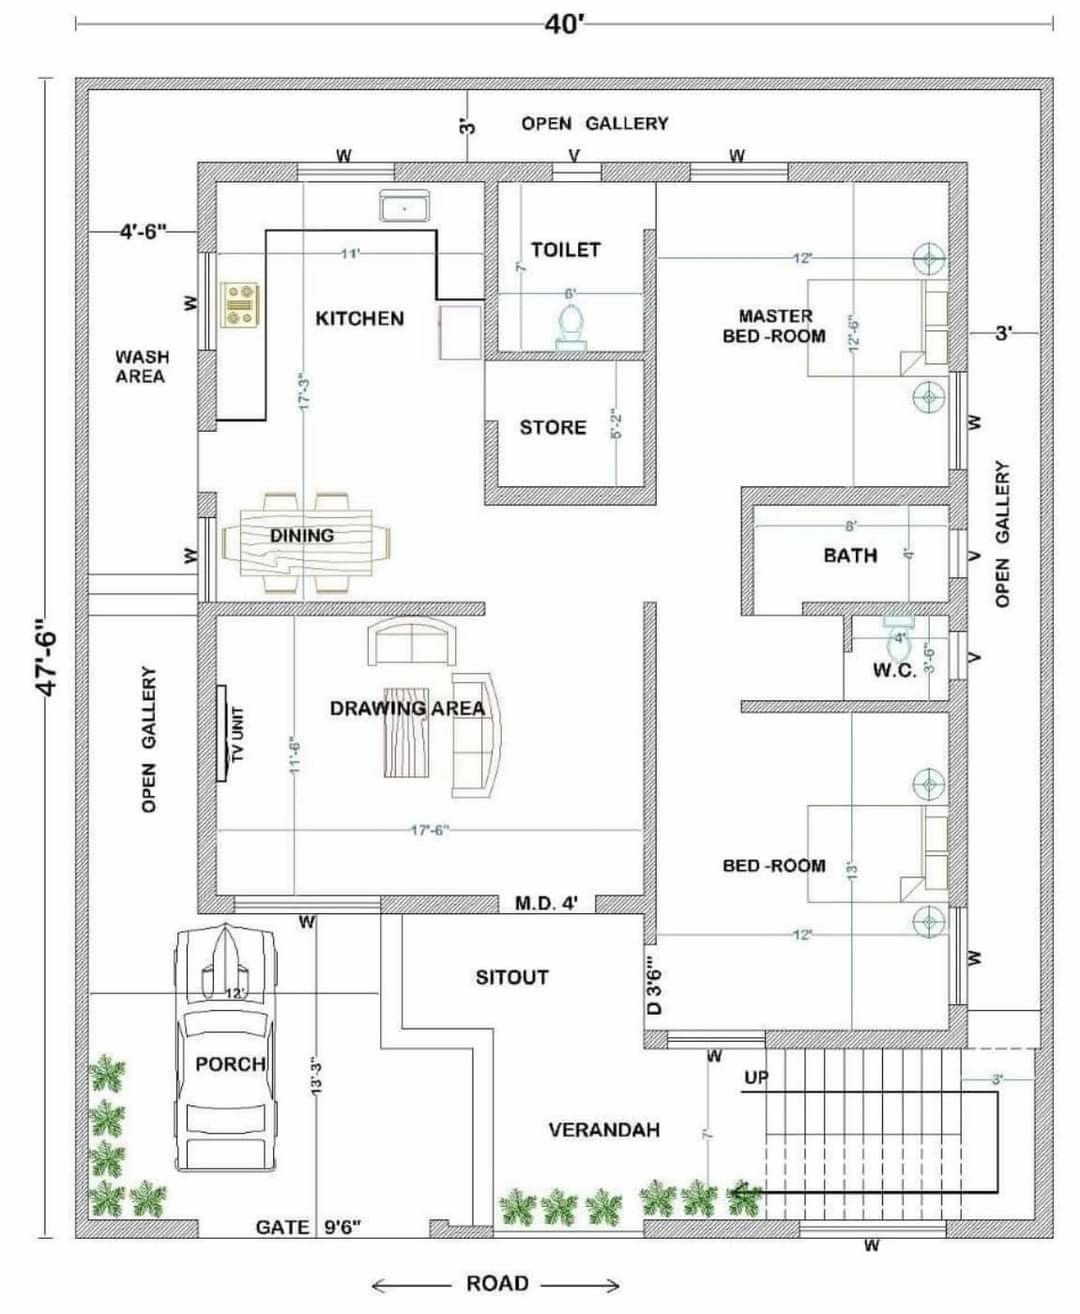 40'
3'
OPEN GALLERY
W
V
W
4'-6"
11'
TOILET
7'
6'
12'
W
KITCHEN
MASTER
BED -ROOM
12'-6"
3'
WASH
AREA
17'-3"
STORE
5'-2"
W
W
DINING
8'
BATH
4'
V
OPEN GALLERY
47'-6"
4'
3'-6"
W.C.
V
OPEN GALLERY
TV UNIT
DRAWING AREA
11'-6"
17'-6"
BED -ROOM
13'
12'
M.D. 4'
W
SITOUT
D 3'6'"
W
12'
PORCH
13'-3"
W
UP
3'
VERANDAH
7'
GATE 9'6"
W
ROAD